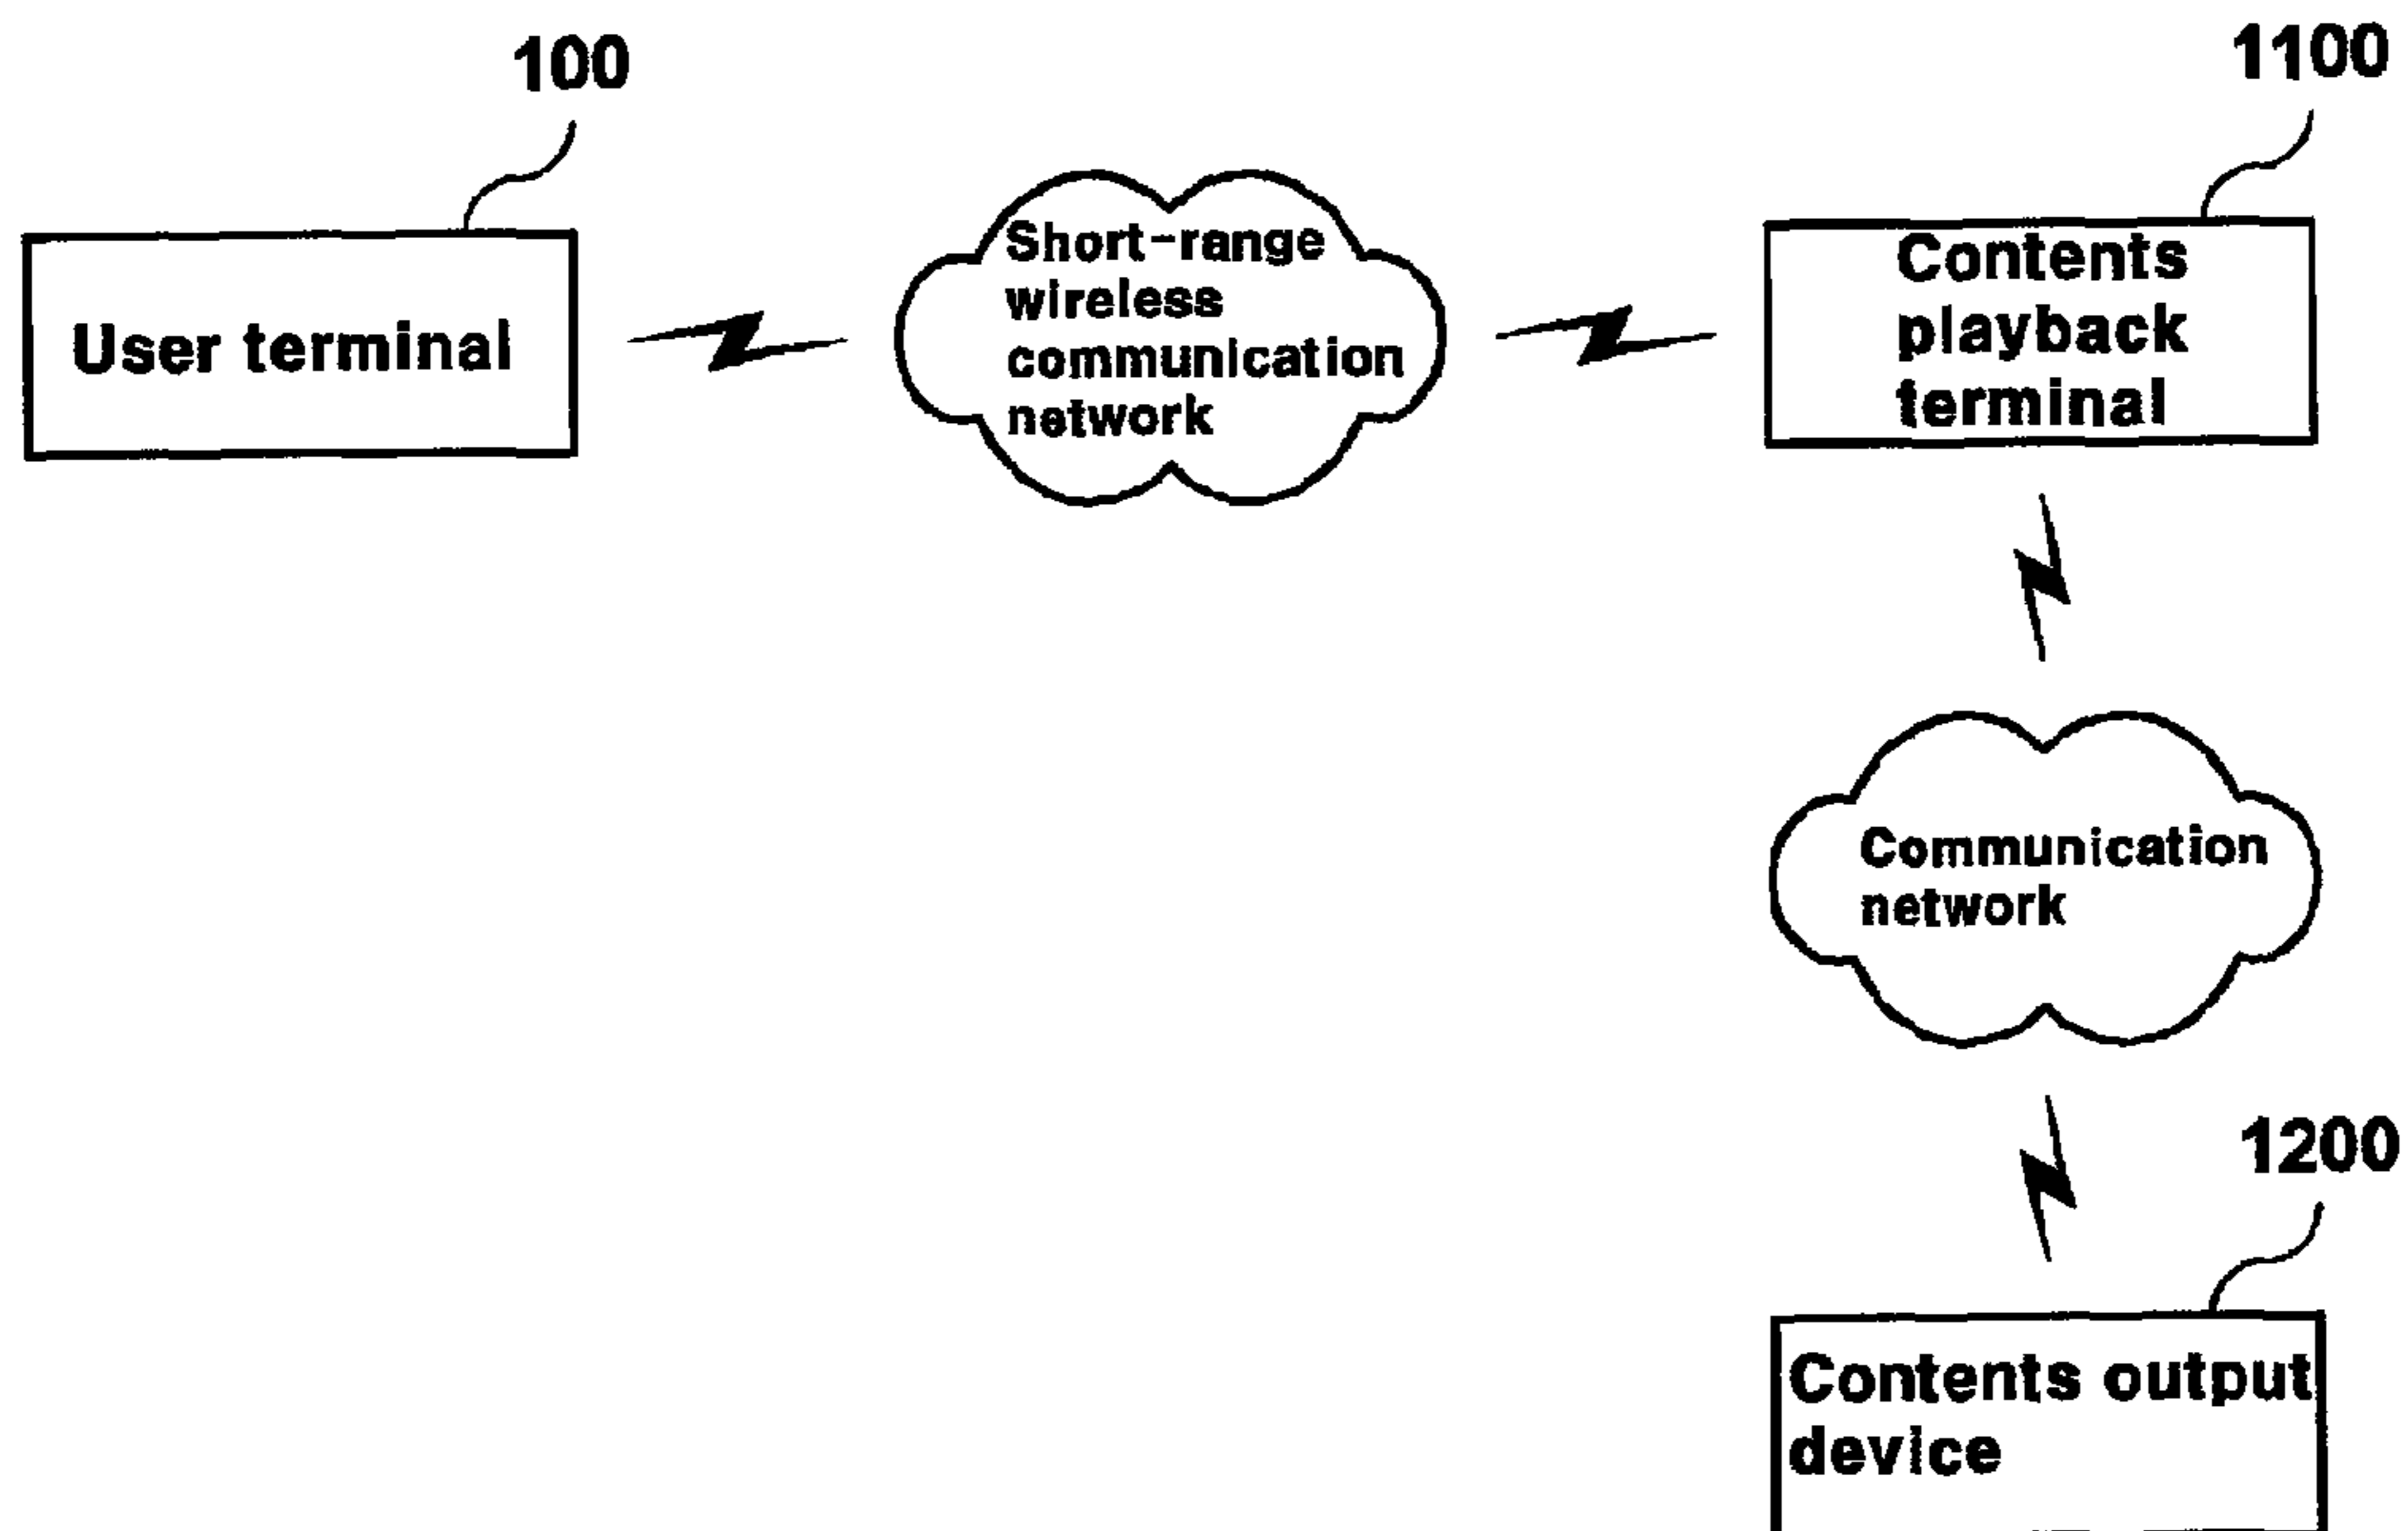 100
1100
User terminal
Short-range
wireless
communication
network
Contents
playback
terminal
Communication
network
1200
Contents output
device